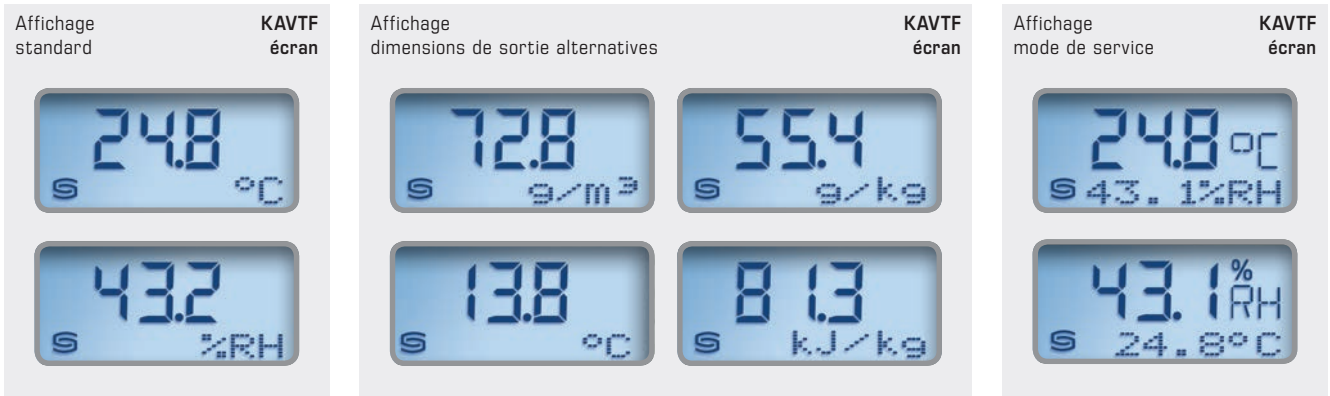 Affichage
standard
KAVTF
écran
24.8
°C
43.2
%RH
Affichage
dimensions de sortie alternatives
KAVTF
écran
72.8
g/m³
55.4
g/kg
13.8
°C
81.3
kJ/kg
Affichage
mode de service
KAVTF
écran
24.8 °C
43.1%RH
43.1 % RH
24.8°C